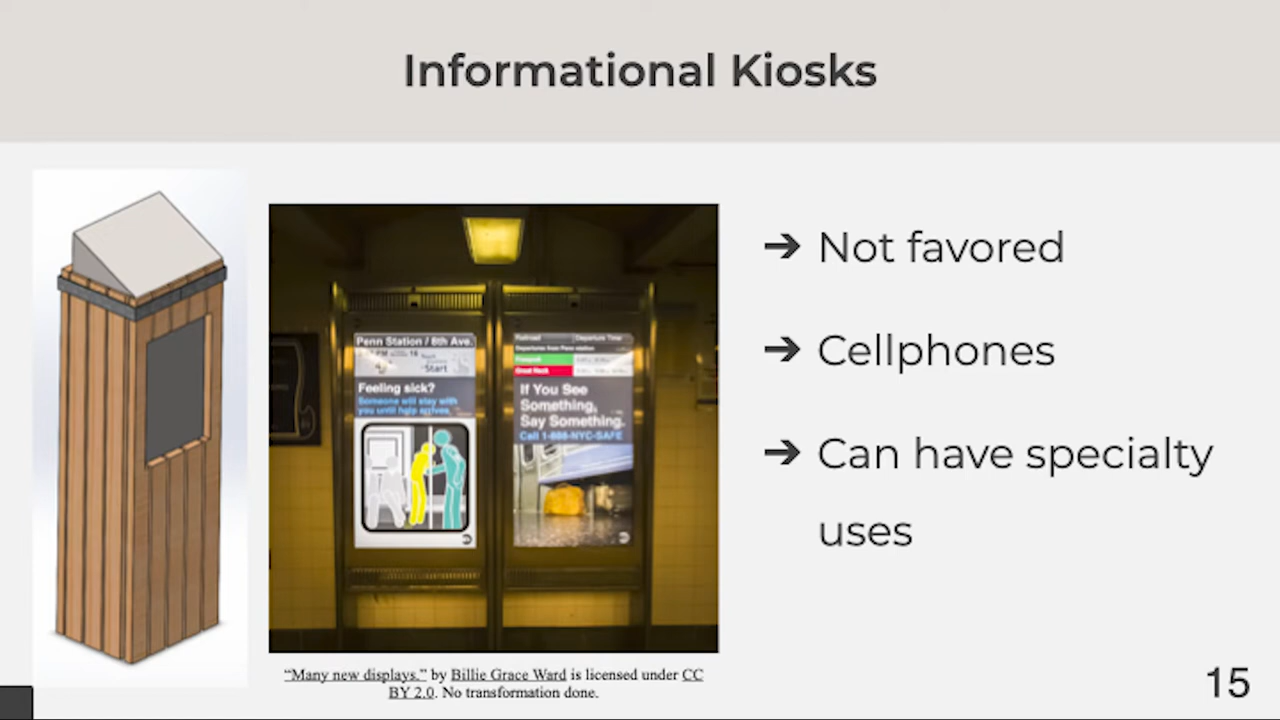 Informational Kiosks
Penn Station / 8th Ave.
Start
Feeling sick?
Someone will stay with
you until help arrives.
Railroad Departure Time
Departures from Penn station
Freeport
Great Neck
If You See
Something,
Say Something.
Call 1-888-NYC-SAFE
➔ Not favored
➔ Cellphones
➔ Can have specialty
uses
“Many new displays,” by Billie Grace Ward is licensed under CC
BY 2.0. No transformation done.
15